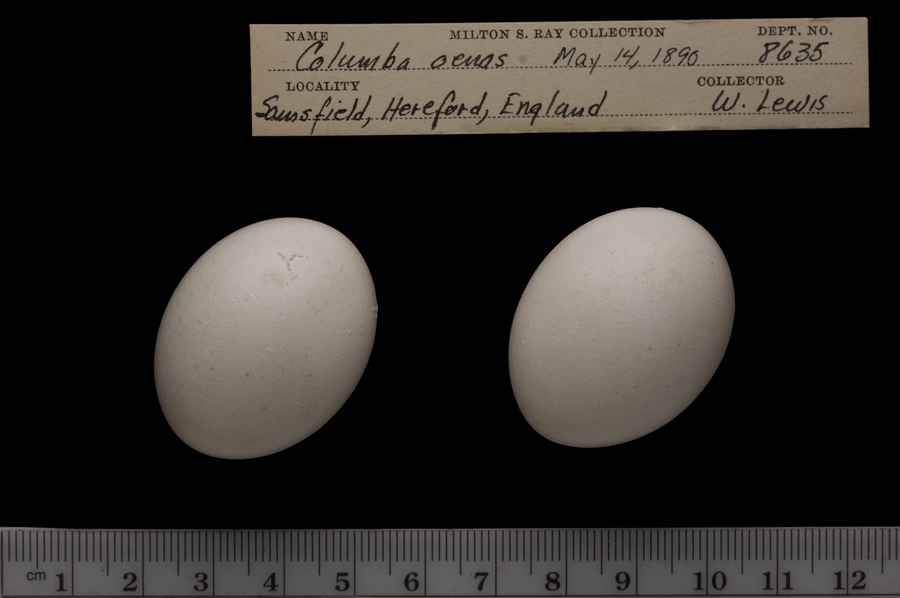 NAME MILTON S. RAY COLLECTION DEPT. NO.
Columba oenas May 14, 1890 8635
LOCALITY COLLECTOR
Hereford, England W. Lewis
cm 1 2 3 4 5 6 7 8 9 10 11 12